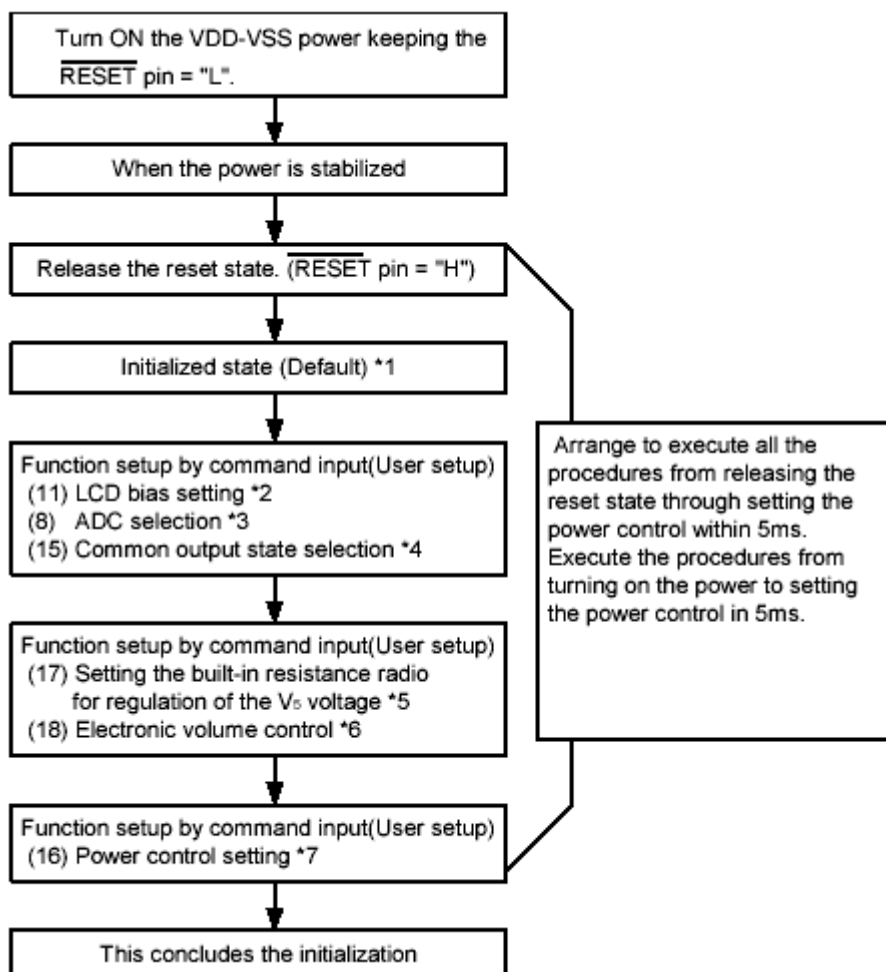 Turn ON the VDD-VSS power keeping the
RESET pin = "L".
When the power is stabilized
Release the reset state. (RESET pin = "H")
Initialized state (Default) *1
Function setup by command input(User setup)
(11) LCD bias setting *2
(8) ADC selection *3
(15) Common output state selection *4
Function setup by command input(User setup)
(17) Setting the built-in resistance radio
for regulation of the V5 voltage *5
(18) Electronic volume control *6
Function setup by command input(User setup)
(16) Power control setting *7
This concludes the initialization
Arrange to execute all the
procedures from releasing the
reset state through setting the
power control within 5ms.
Execute the procedures from
turning on the power to setting
the power control in 5ms.